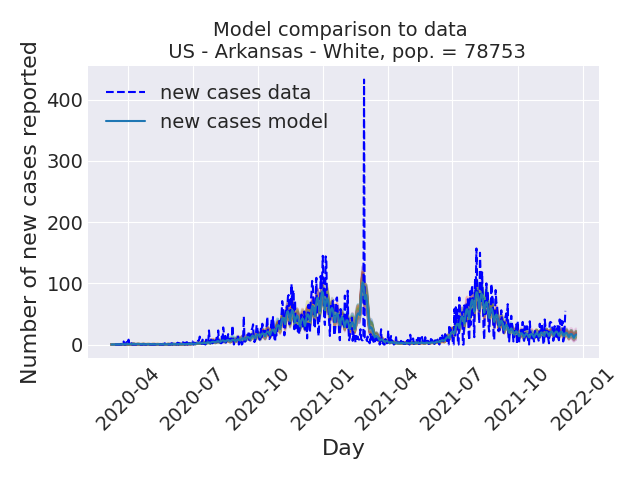 Model comparison to data
US - Arkansas - White, pop. = 78753
new cases data
new cases model
Number of new cases reported
400
300
200
100
0
2020-04
2020-07
2020-10
2021-01
2021-04
2021-07
2021-10
2022-01
Day